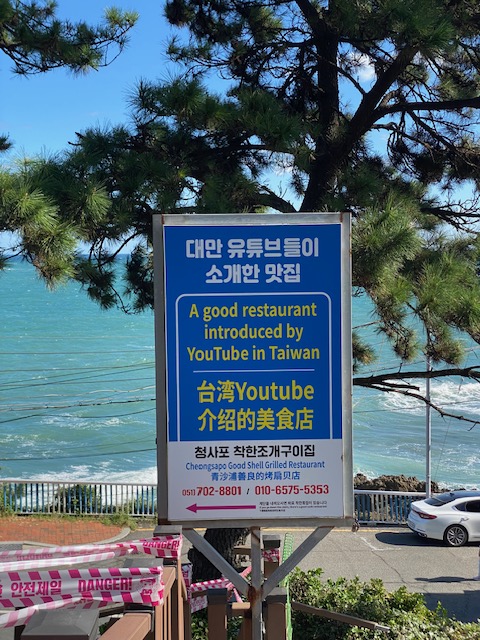 대만 유튜브들이
소개한 맛집
A good restaurant
introduced by
YouTube in Taiwan
台湾Youtube
介绍的美食店
청사포 착한조개구이집
Cheongsapo Good Shell Grilled Restaurant
青沙浦善良的烤扇贝店
051) 702-8801 / 010-6575-5353
안전제일 DANGER!